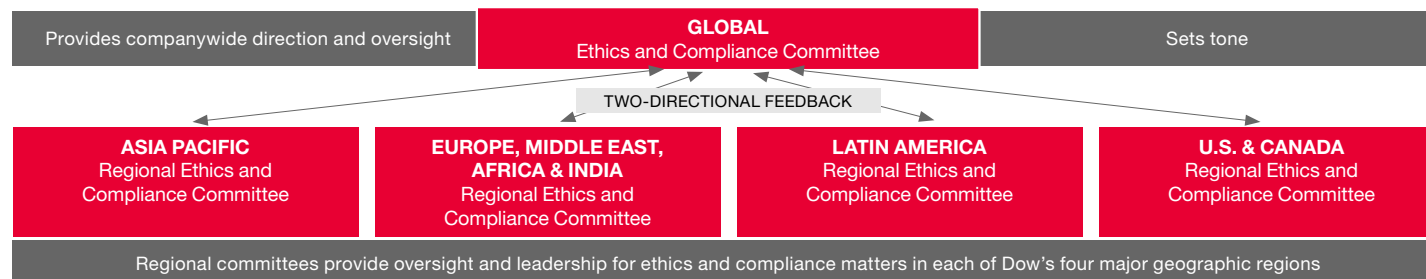 Provides companywide direction and oversight
GLOBAL
Ethics and Compliance Committee
Sets tone
TWO-DIRECTIONAL FEEDBACK
ASIA PACIFIC
Regional Ethics and
Compliance Committee
EUROPE, MIDDLE EAST,
AFRICA & INDIA
Regional Ethics and
Compliance Committee
LATIN AMERICA
Regional Ethics and
Compliance Committee
U.S. & CANADA
Regional Ethics and
Compliance Committee
Regional committees provide oversight and leadership for ethics and compliance matters in each of Dow’s four major geographic regions